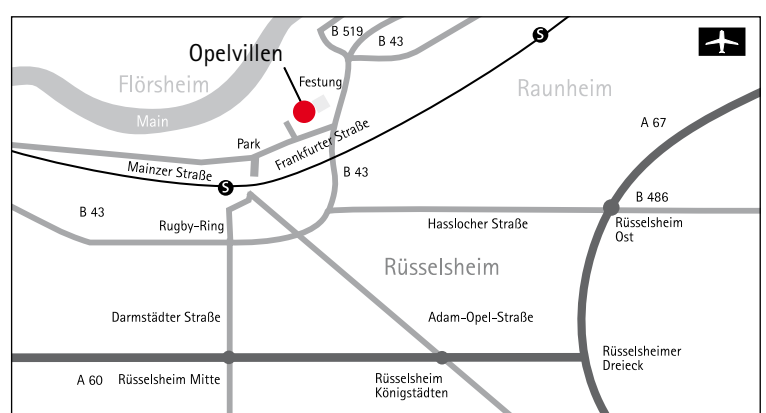 B 519
B 43
S
Opelvillen
Flörsheim
Festung
Raunheim
Main
A 67
Park
Frankfurter Straße
Mainzer Straße
S
B 43
B 486
B 43
Rugby-Ring
Hasslocher Straße
Rüsselsheim
Ost
Rüsselsheim
Darmstädter Straße
Adam-Opel-Straße
Rüsselsheimer
Dreieck
A 60
Rüsselsheim Mitte
Rüsselsheim
Königstädten